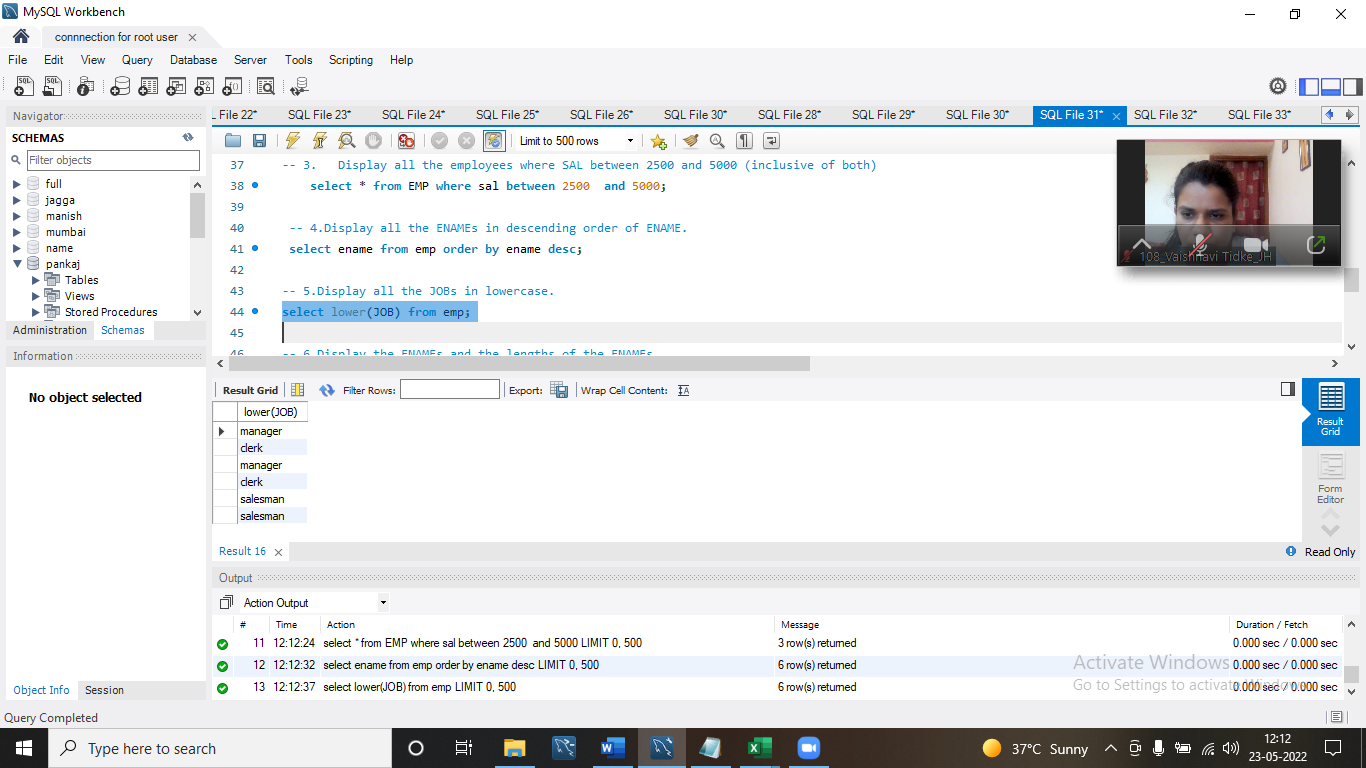 MySQL Workbench
connnection for root user
File Edit View Query Database Server Tools Scripting Help
Navigator
SCHEMAS
Filter objects
full
jagga
manish
mumbai
name
pankaj
Tables
Views
Stored Procedures
Administration Schemas
Information
No object selected
Object Info Session
File 22* SQL File 23* SQL File 24* SQL File 25* SQL File 26* SQL File 30* SQL File 28* SQL File 29* SQL File 30* SQL File 31* SQL File 32* SQL File 33*
Limit to 500 rows
37 -- 3. Display all the employees where SAL between 2500 and 5000 (inclusive of both)
38 select * from EMP where sal between 2500 and 5000;
39
40 -- 4.Display all the ENAMEs in descending order of ENAME.
41 select ename from emp order by ename desc;
42
43 -- 5.Display all the JOBs in lowercase.
44 select lower(JOB) from emp;
45
46 -- 6.Display the ENAMEs and the lengths of the ENAMEs
108_Vaishnavi Tidke_JH
Result Grid Filter Rows: Export: Wrap Cell Content:
lower(JOB)
manager
clerk
manager
clerk
salesman
salesman
Result Grid
Form Editor
Result 16
Read Only
Output
Action Output
# Time Action Message Duration / Fetch
11 12:12:24 select * from EMP where sal between 2500 and 5000 LIMIT 0, 500 3 row(s) returned 0.000 sec / 0.000 sec
12 12:12:32 select ename from emp order by ename desc LIMIT 0, 500 6 row(s) returned 0.000 sec / 0.000 sec
13 12:12:37 select lower(JOB) from emp LIMIT 0, 500 6 row(s) returned 0.000 sec / 0.000 sec
Activate Windows
Go to Settings to activate Windows.
Query Completed
Type here to search
37°C Sunny
12:12
23-05-2022